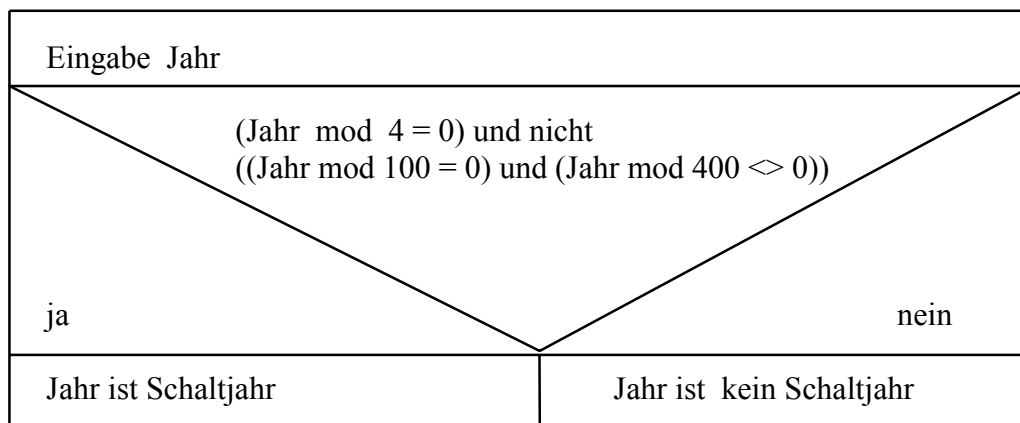 Eingabe Jahr
(Jahr mod 4 = 0) und nicht
((Jahr mod 100 = 0) und (Jahr mod 400 <> 0))
ja
nein
Jahr ist Schaltjahr
Jahr ist kein Schaltjahr